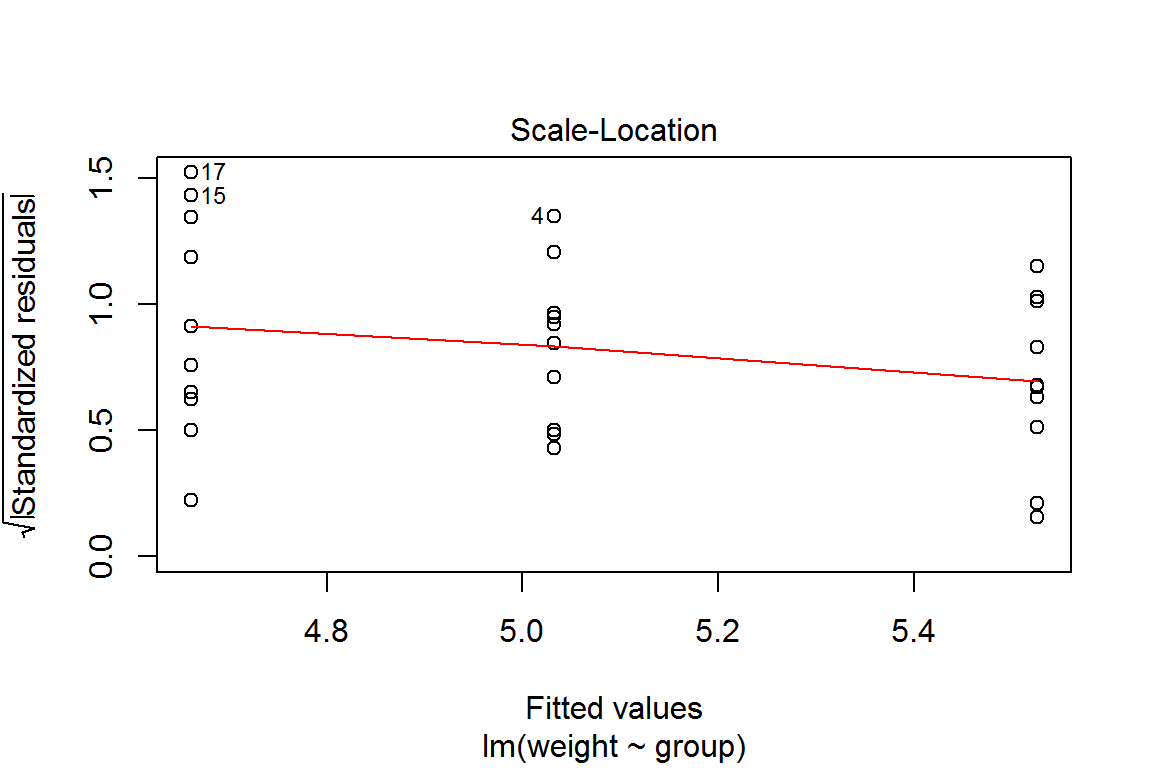 Scale-Location
√|Standardized residuals|
1.5
1.0
0.5
0.0
17
15
4
4.8 5.0 5.2 5.4
Fitted values
lm(weight ~ group)